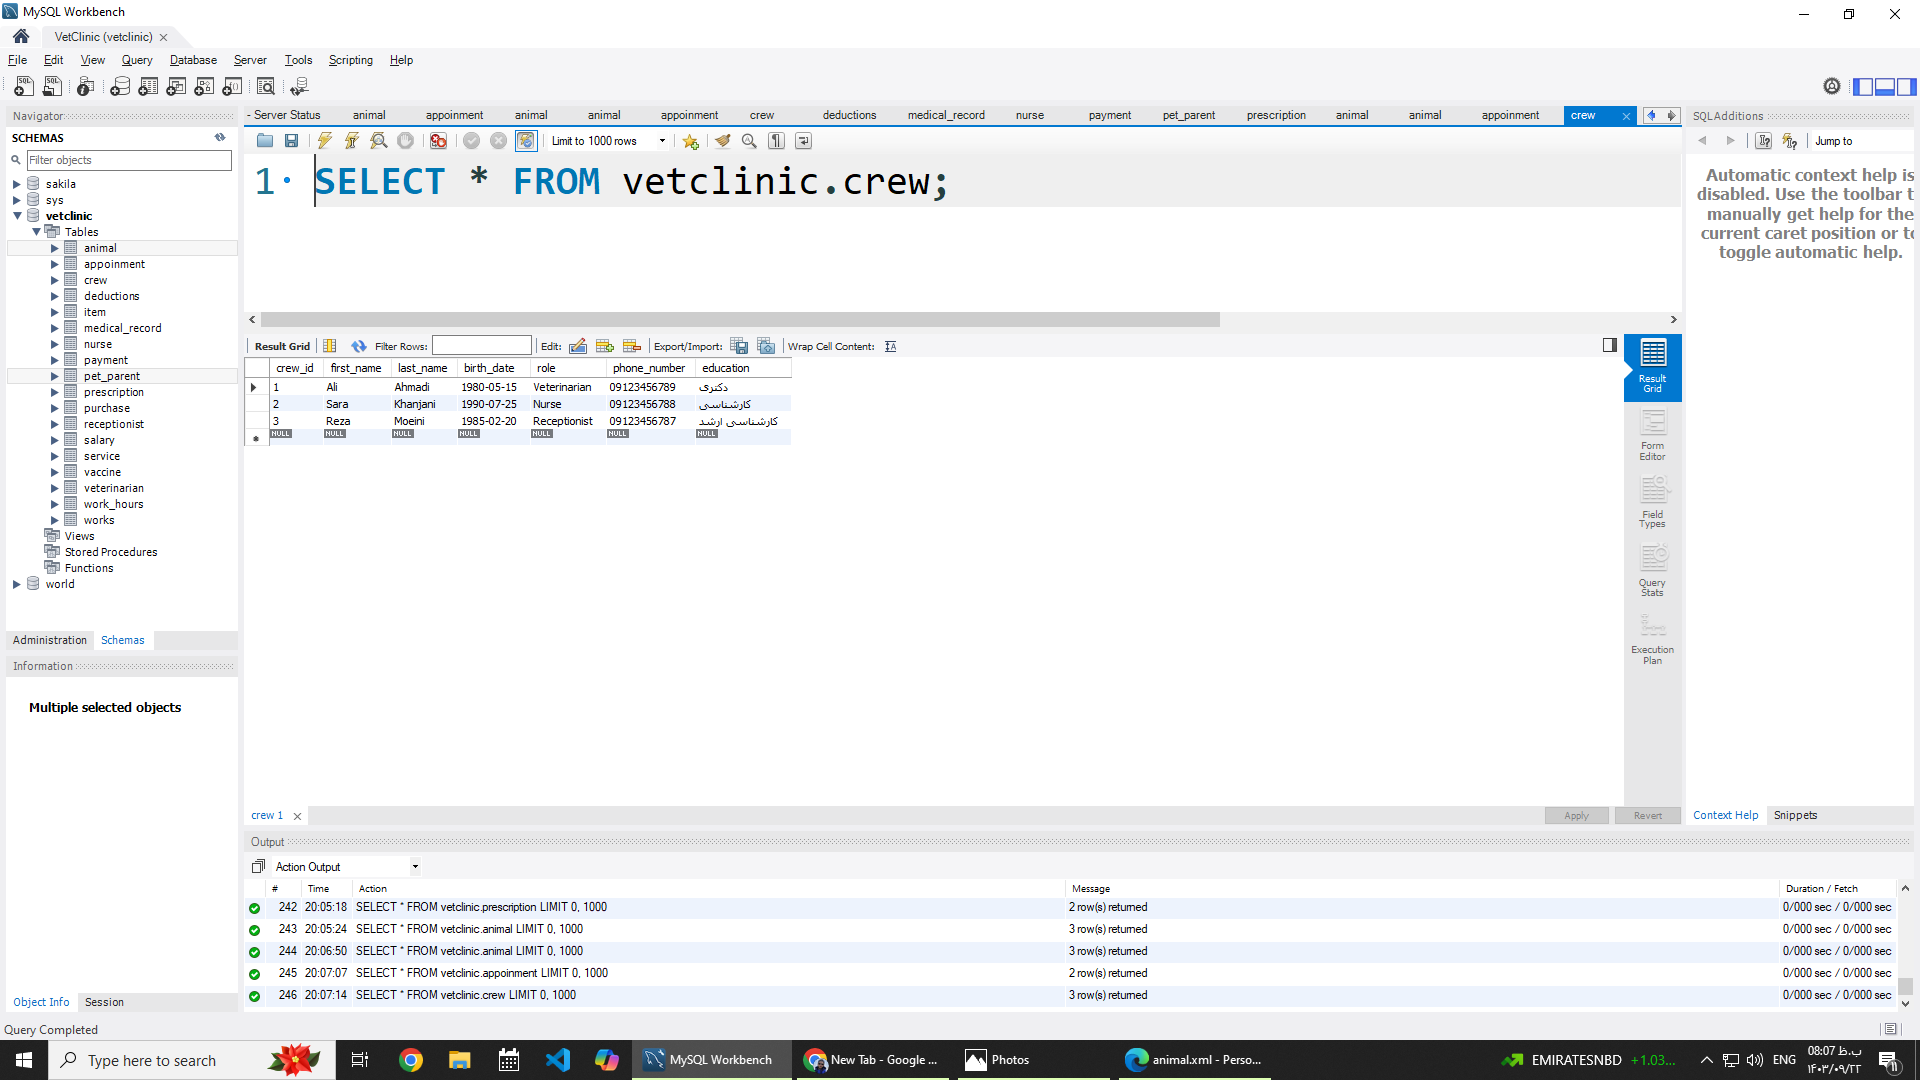 MySQL Workbench
VetClinic (vetclinic)
File Edit View Query Database Server Tools Scripting Help
Navigator
SCHEMAS
Filter objects
sakila
sys
vetclinic
Tables
animal
appoinment
crew
deductions
item
medical_record
nurse
payment
pet_parent
prescription
purchase
receptionist
salary
service
vaccine
veterinarian
work_hours
works
Views
Stored Procedures
Functions
world
Administration Schemas
Information
Multiple selected objects
Object Info Session
Query Completed
- Server Status animal appoinment animal animal appoinment crew deductions medical_record nurse payment pet_parent prescription animal animal appoinment crew
Limit to 1000 rows
1 SELECT * FROM vetclinic.crew;
Result Grid Filter Rows: Edit: Export/Import: Wrap Cell Content:
crew_id first_name last_name birth_date role phone_number education
1 Ali Ahmadi 1980-05-15 Veterinarian 09123456789 دکتری
2 Sara Khanjani 1990-07-25 Nurse 09123456788 کارشناسی
3 Reza Moeini 1985-02-20 Receptionist 09123456787 کارشناسی ارشد
NULL NULL NULL NULL NULL NULL NULL
Result Grid
Form Editor
Field Types
Query Stats
Execution Plan
crew 1 Apply Revert
SQLAdditions
Jump to
Automatic context help is
disabled. Use the toolbar t
manually get help for the
current caret position or to
toggle automatic help.
Context Help Snippets
Output
Action Output
# Time Action Message Duration / Fetch
242 20:05:18 SELECT * FROM vetclinic.prescription LIMIT 0, 1000 2 row(s) returned 0/000 sec / 0/000 sec
243 20:05:24 SELECT * FROM vetclinic.animal LIMIT 0, 1000 3 row(s) returned 0/000 sec / 0/000 sec
244 20:06:50 SELECT * FROM vetclinic.animal LIMIT 0, 1000 3 row(s) returned 0/000 sec / 0/000 sec
245 20:07:07 SELECT * FROM vetclinic.appoinment LIMIT 0, 1000 2 row(s) returned 0/000 sec / 0/000 sec
246 20:07:14 SELECT * FROM vetclinic.crew LIMIT 0, 1000 3 row(s) returned 0/000 sec / 0/000 sec
Type here to search
MySQL Workbench
New Tab - Google ...
Photos
animal.xml - Perso...
EMIRATESNBD +1.03...
ENG
08:07 ب.ظ
۱۴۰۳/۰۹/۲۲
11